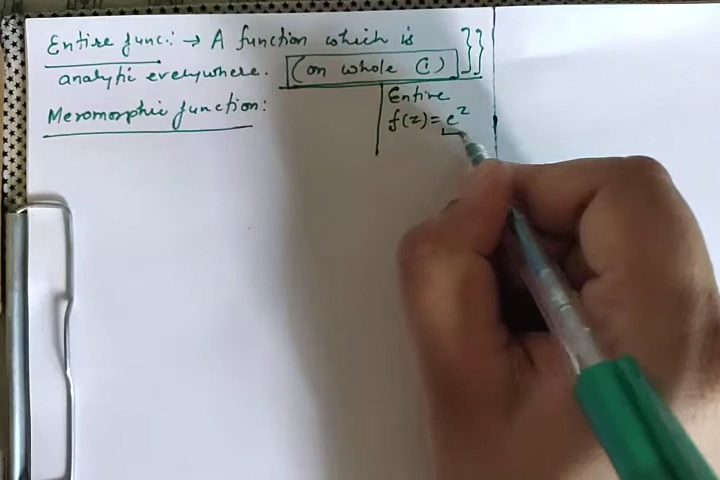 Entire func:- → A function which is
analytic everywhere. (on whole ℂ)
Meromorphic function:
Entire
f(z)=e^z